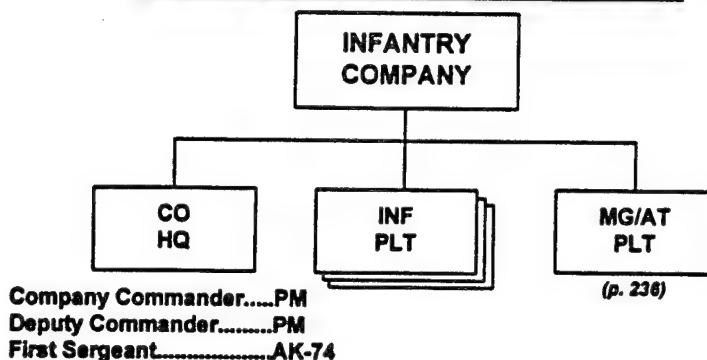 INFANTRY
COMPANY
CO
HQ
INF
PLT
MG/AT
PLT
(p. 236)
Company Commander.....PM
Deputy Commander.........PM
First Sergeant....................AK-74